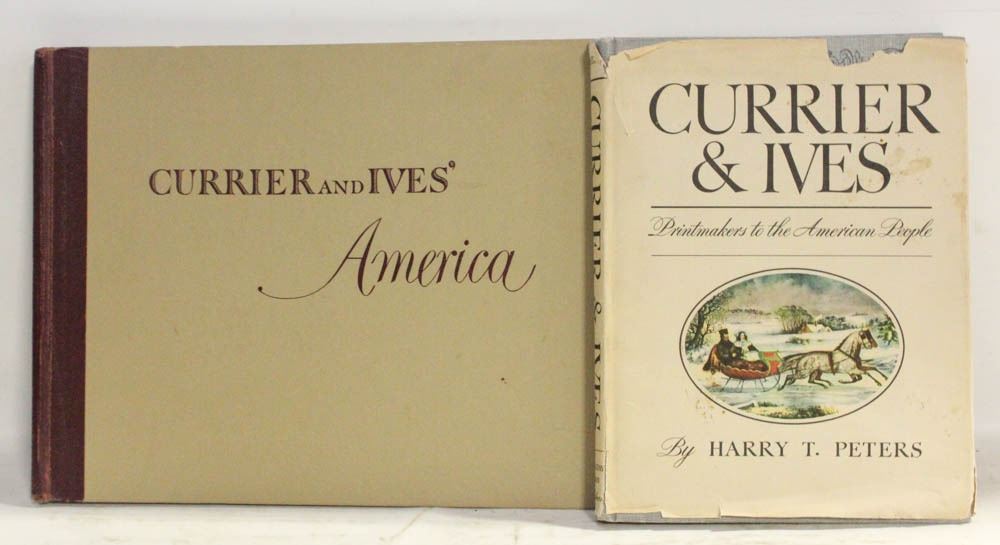 CURRIER AND IVES'
America
CURRIER & IVES
CURRIER
& IVES
Printmakers to the American People
By HARRY T. PETERS